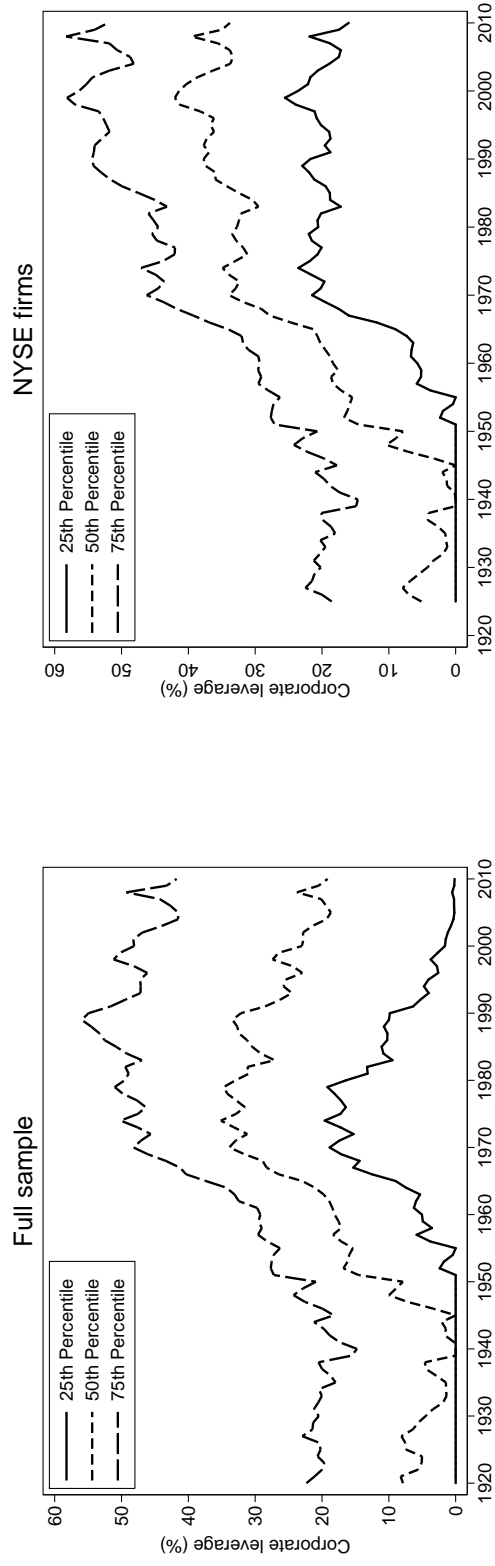 Full sample
25th Percentile
50th Percentile
75th Percentile
Corporate leverage (%)
0 10 20 30 40 50 60
1920 1930 1940 1950 1960 1970 1980 1990 2000 2010
NYSE firms
25th Percentile
50th Percentile
75th Percentile
Corporate leverage (%)
0 10 20 30 40 50 60
1920 1930 1940 1950 1960 1970 1980 1990 2000 2010